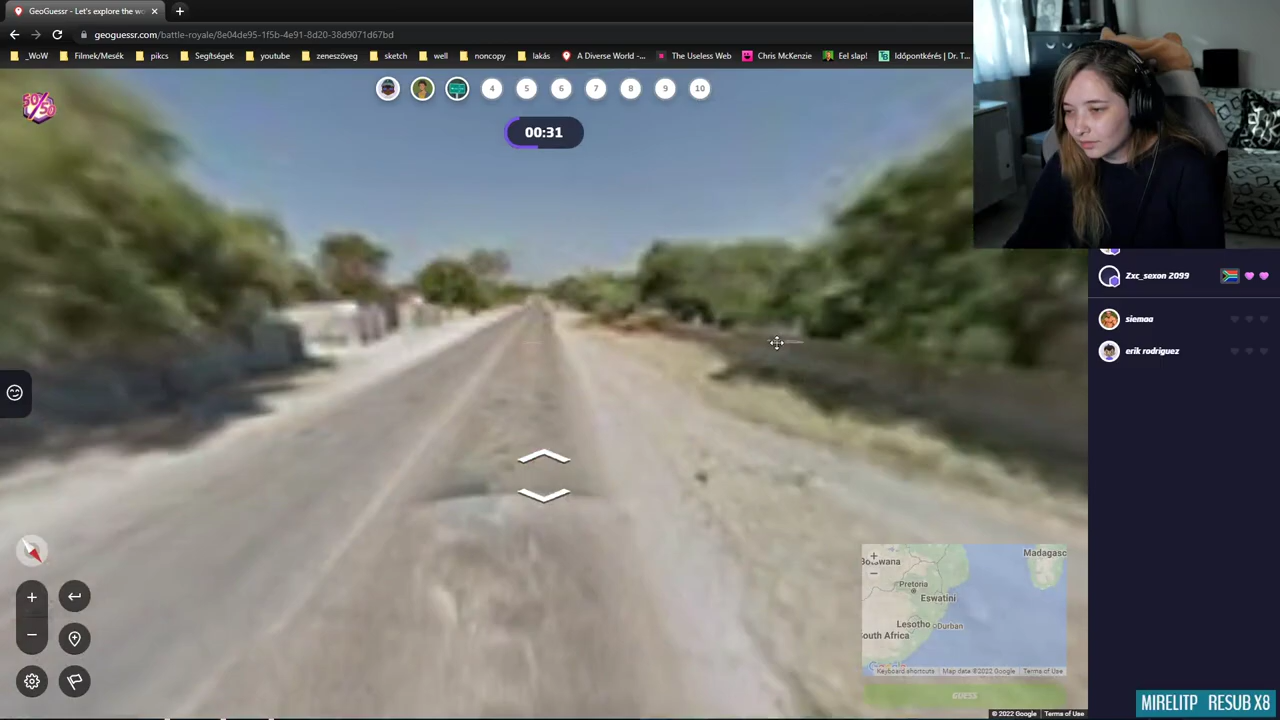 GeoGuessr - Let's explore the wo
geoguessr.com/battle-royale/8e04de95-1f5b-4e91-8d20-38d9071d67bd
_WoW
Filmek/Mesék
pikcs
Segítségek
youtube
zeneszöveg
sketch
well
noncopy
lakás
A Diverse World -...
The Useless Web
Chris McKenzie
Eel slap!
Időpontkérés | Dr. T...
50/50
4
5
6
7
8
9
10
00:31
Zxc_sexon 2099
siemaa
erik rodriguez
Botswana
Madagasc
Pretoria
Eswatini
Lesotho
Durban
South Africa
Keyboard shortcuts
Map data ©2022 Google
Terms of Use
GUESS
© 2022 Google
Terms of Use
MIRELITP RESUB X8